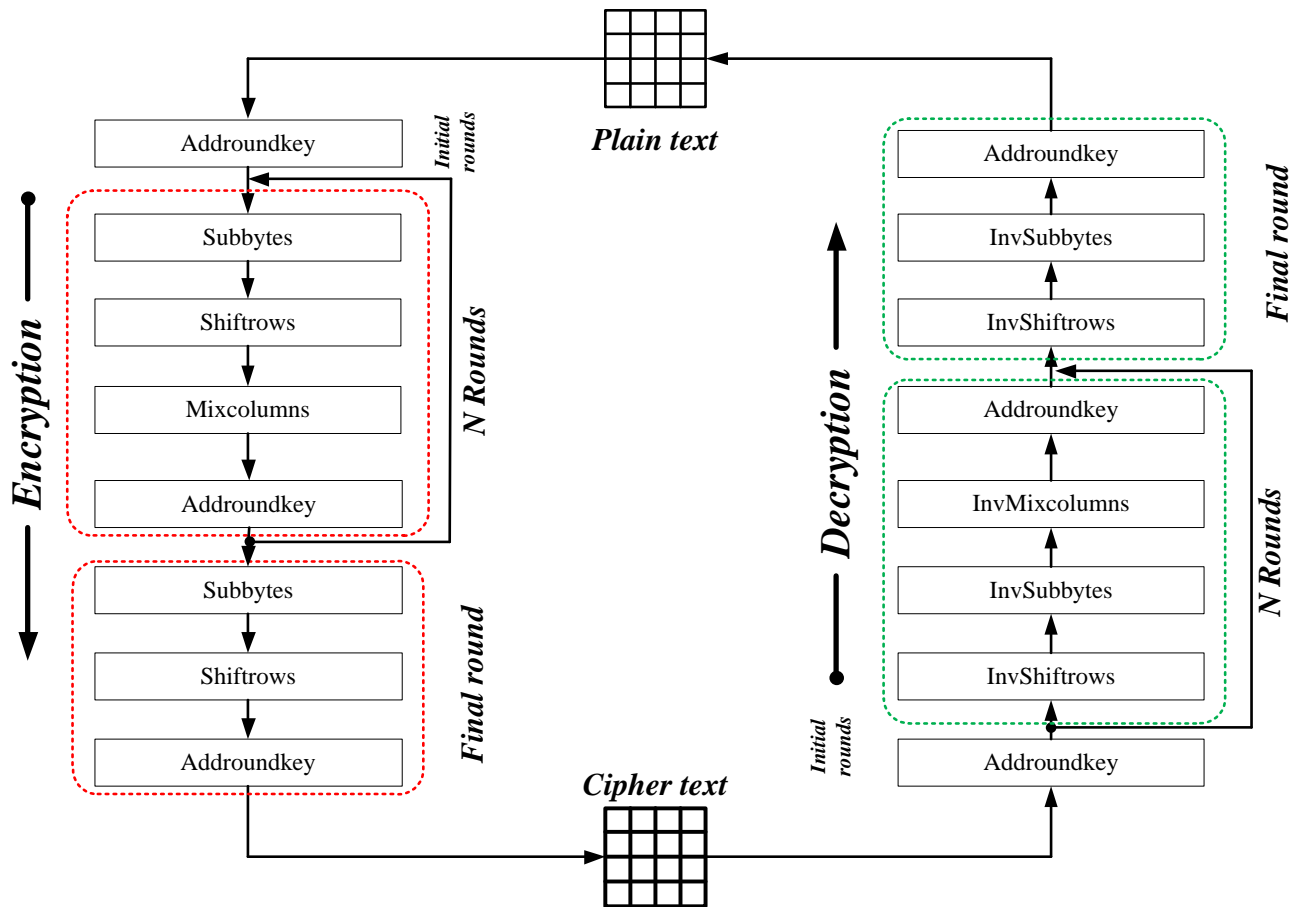 Plain text
Addroundkey
Initial
rounds
Subbytes
Shiftrows
Mixcolumns
Addroundkey
N Rounds
Encryption
Subbytes
Shiftrows
Addroundkey
Final round
Cipher text
Addroundkey
InvSubbytes
InvShiftrows
Final round
Addroundkey
InvMixcolumns
InvSubbytes
InvShiftrows
N Rounds
Decryption
Initial
rounds
Addroundkey